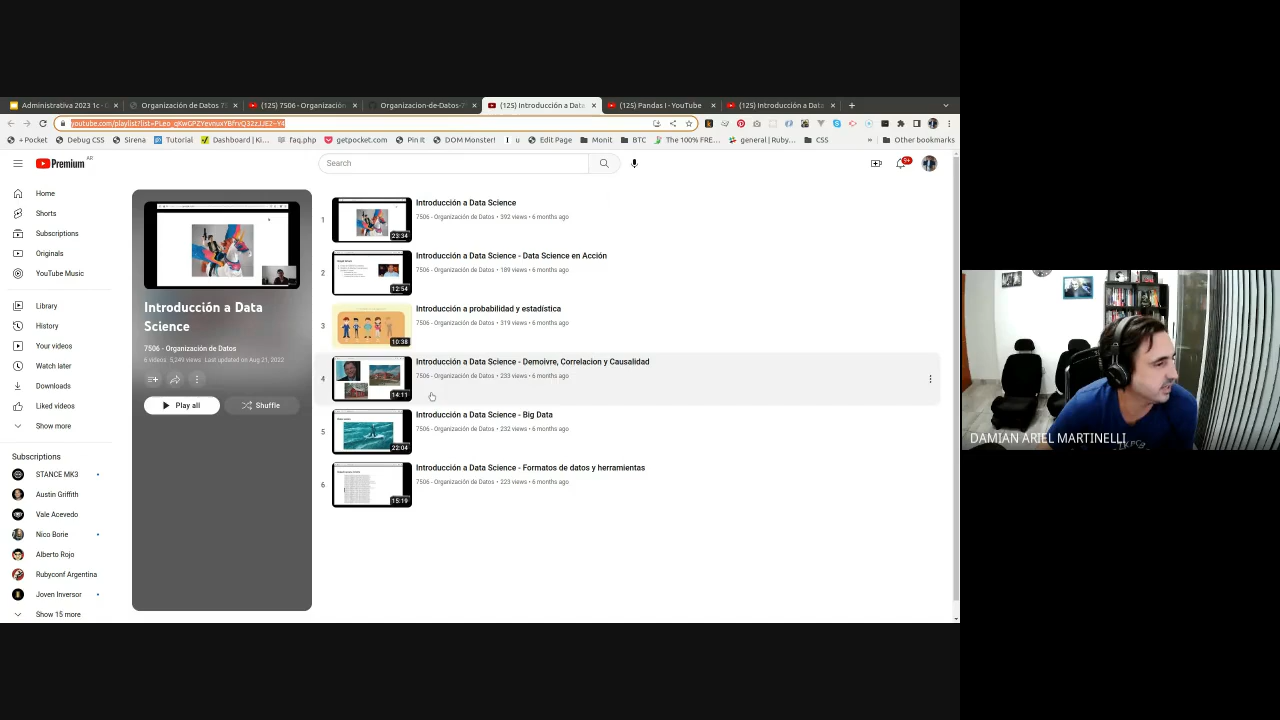 Administrativa 2023 1c - G
Organización de Datos 7
(125) 7506 - Organización
Organizacion-de-Datos-7
(125) Introducción a Data
(125) Pandas I - YouTube
(125) Introducción a Data
+ Pocket
Debug CSS
Sirena
Tutorial
Dashboard | Ki…
faq.php
getpocket.com
Pin it
DOM Monster!
Edit Page
Monit
BTC
The 100% FRE…
general | Ruby…
CSS
»
Other bookmarks
Premium
AR
Search
9+
Home
Shorts
Subscriptions
Originals
YouTube Music
Library
History
Your videos
Watch later
Downloads
Liked videos
Show more
Subscriptions
STANCE MK3
Austin Griffith
Vale Acevedo
Nico Borie
Alberto Rojo
Rubyconf Argentina
Joven Inversor
Show 15 more
Introducción a Data
Science
7506 - Organización de Datos
6 videos 5,249 views Last updated on Aug 21, 2022
Play all
Shuffle
1
23:34
Introducción a Data Science
7506 - Organización de Datos • 392 views • 6 months ago
2
12:54
Introducción a Data Science - Data Science en Acción
7506 - Organización de Datos • 189 views • 6 months ago
3
10:38
Introducción a probabilidad y estadística
7506 - Organización de Datos • 319 views • 6 months ago
4
14:11
Introducción a Data Science - Demoivre, Correlacion y Causalidad
7506 - Organización de Datos • 233 views • 6 months ago
5
22:04
Introducción a Data Science - Big Data
7506 - Organización de Datos • 232 views • 6 months ago
6
15:19
Introducción a Data Science - Formatos de datos y herramientas
7506 - Organización de Datos • 223 views • 6 months ago
DAMIAN ARIEL MARTINELLI